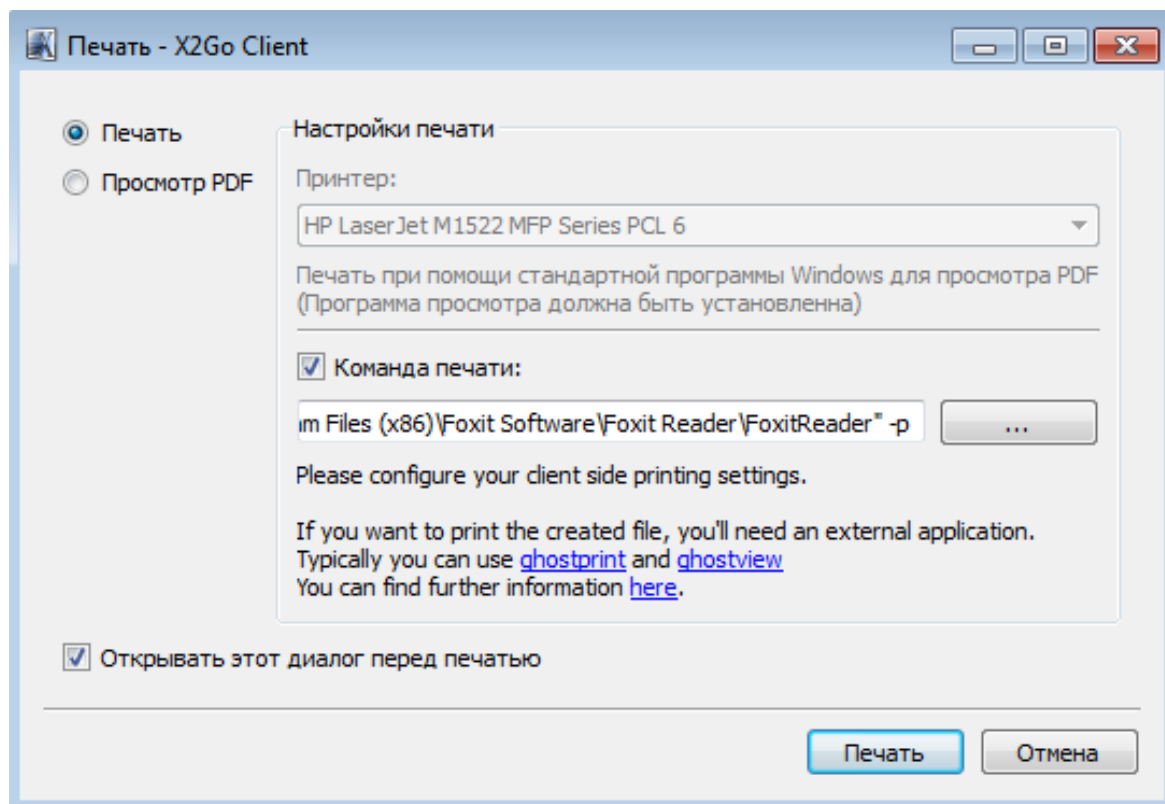 Печать - X2Go Client
Печать
Просмотр PDF
Настройки печати
Принтер:
HP LaserJet M1522 MFP Series PCL 6
Печать при помощи стандартной программы Windows для просмотра PDF
(Программа просмотра должна быть установленна)
Команда печати:
am Files (x86)\Foxit Software\Foxit Reader\FoxitReader" -p
...
Please configure your client side printing settings.
If you want to print the created file, you'll need an external application.
Typically you can use ghostprint and ghostview
You can find further information here.
Открывать этот диалог перед печатью
Печать
Отмена